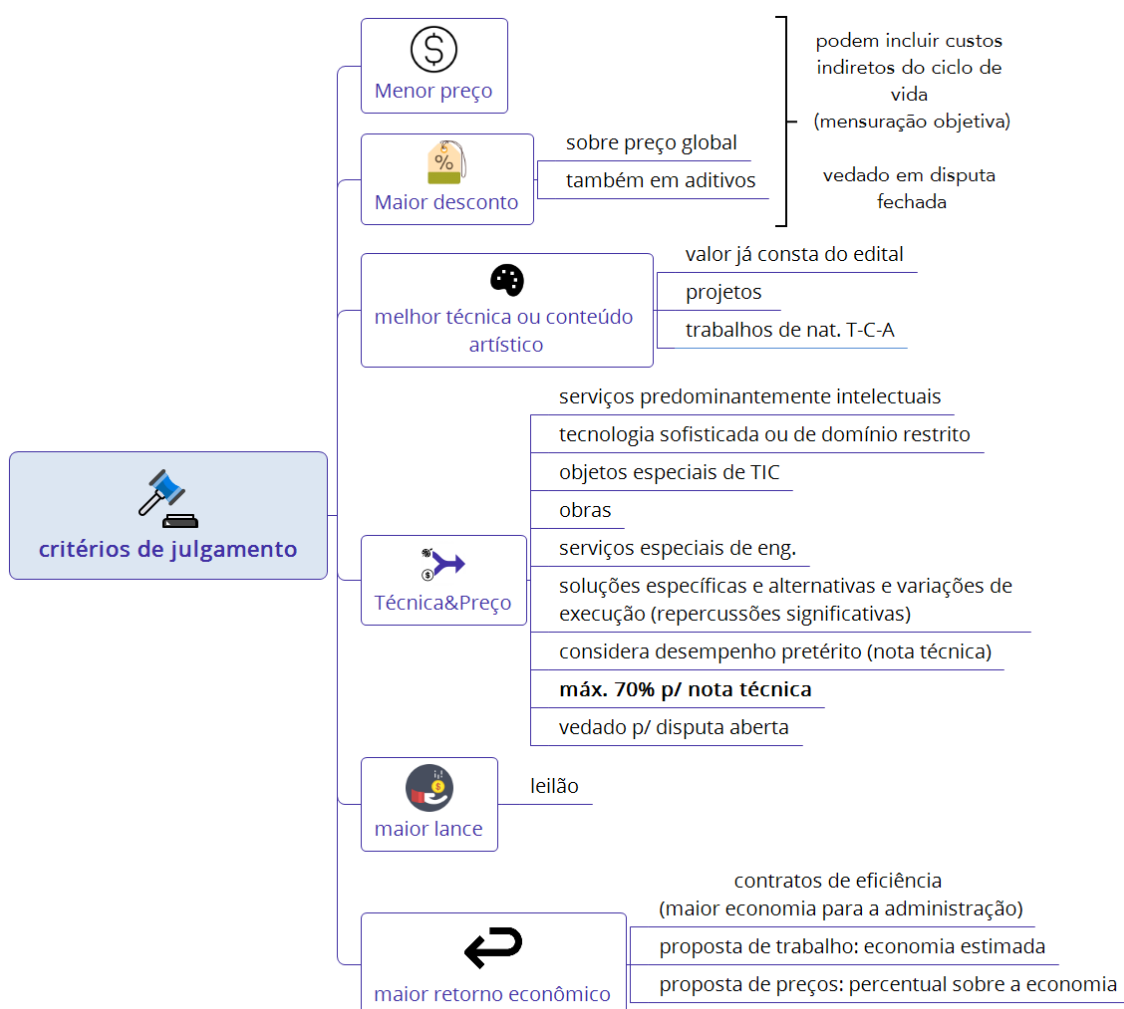 critérios de julgamento
Menor preço
Maior desconto
sobre preço global
também em aditivos
podem incluir custos
indiretos do ciclo de
vida
(mensuração objetiva)
vedado em disputa
fechada
melhor técnica ou conteúdo
artístico
valor já consta do edital
projetos
trabalhos de nat. T-C-A
Técnica&Preço
serviços predominantemente intelectuais
tecnologia sofisticada ou de domínio restrito
objetos especiais de TIC
obras
serviços especiais de eng.
soluções específicas e alternativas e variações de
execução (repercussões significativas)
considera desempenho pretérito (nota técnica)
máx. 70% p/ nota técnica
vedado p/ disputa aberta
maior lance
leilão
maior retorno econômico
contratos de eficiência
(maior economia para a administração)
proposta de trabalho: economia estimada
proposta de preços: percentual sobre a economia